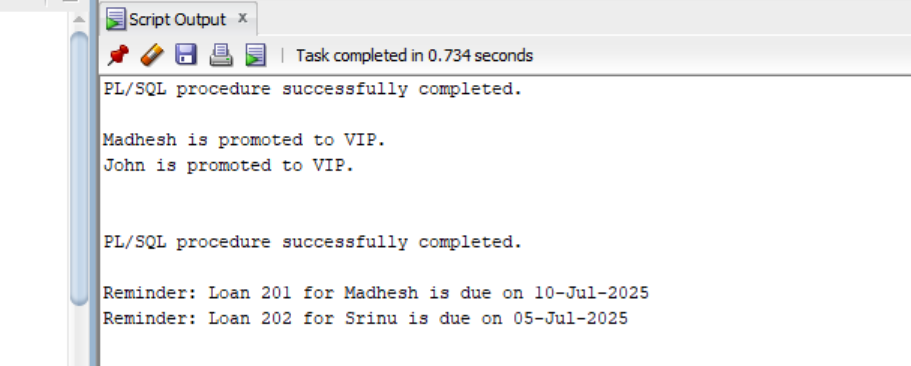 Script Output x
Task completed in 0.734 seconds
PL/SQL procedure successfully completed.
Madhesh is promoted to VIP.
John is promoted to VIP.
PL/SQL procedure successfully completed.
Reminder: Loan 201 for Madhesh is due on 10-Jul-2025
Reminder: Loan 202 for Srinu is due on 05-Jul-2025